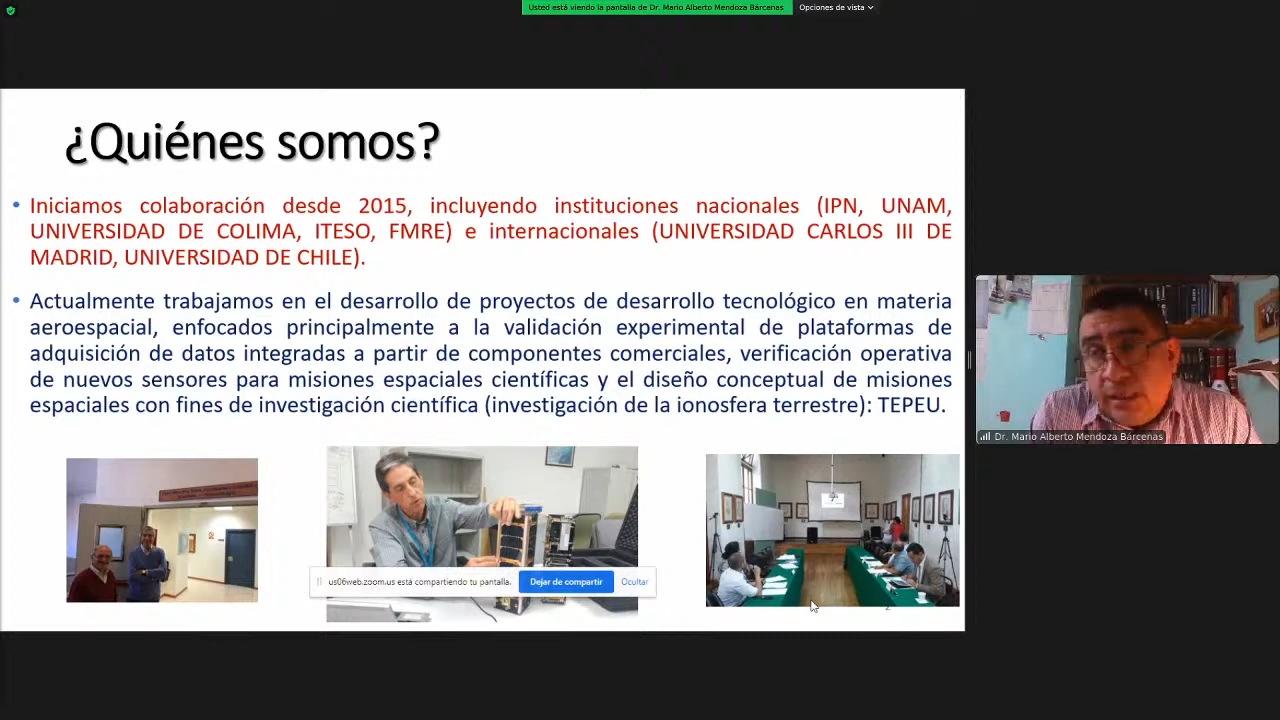 Usted está viendo la pantalla de Dr. Mario Alberto Mendoza Bárcenas
Opciones de vista
¿Quiénes somos?
• Iniciamos colaboración desde 2015, incluyendo instituciones nacionales (IPN, UNAM,
UNIVERSIDAD DE COLIMA, ITESO, FMRE) e internacionales (UNIVERSIDAD CARLOS III DE
MADRID, UNIVERSIDAD DE CHILE).
• Actualmente trabajamos en el desarrollo de proyectos de desarrollo tecnológico en materia
aeroespacial, enfocados principalmente a la validación experimental de plataformas de
adquisición de datos integradas a partir de componentes comerciales, verificación operativa
de nuevos sensores para misiones espaciales científicas y el diseño conceptual de misiones
espaciales con fines de investigación científica (investigación de la ionosfera terrestre): TEPEU.
Dr. Mario Alberto Mendoza Bárcenas
us06web.zoom.us está compartiendo tu pantalla.
Dejar de compartir
Ocultar
2